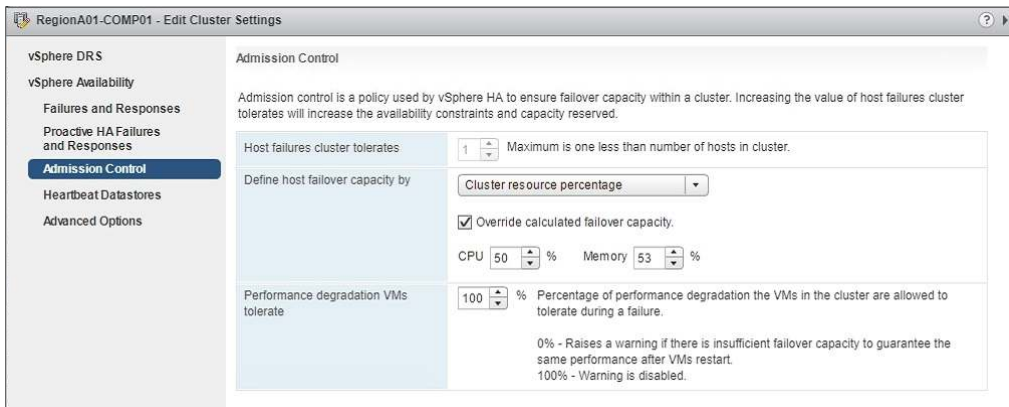 RegionA01-COMP01 - Edit Cluster Settings
?
vSphere DRS
vSphere Availability
Failures and Responses
Proactive HA Failures
and Responses
Admission Control
Heartbeat Datastores
Advanced Options
Admission Control
Admission control is a policy used by vSphere HA to ensure failover capacity within a cluster. Increasing the value of host failures cluster
tolerates will increase the availability constraints and capacity reserved.
Host failures cluster tolerates
1 Maximum is one less than number of hosts in cluster.
Define host failover capacity by
Cluster resource percentage
Override calculated failover capacity.
CPU 50 % Memory 53 %
Performance degradation VMs
tolerate
100 % Percentage of performance degradation the VMs in the cluster are allowed to
tolerate during a failure.
0% - Raises a warning if there is insufficient failover capacity to guarantee the
same performance after VMs restart.
100% - Warning is disabled.